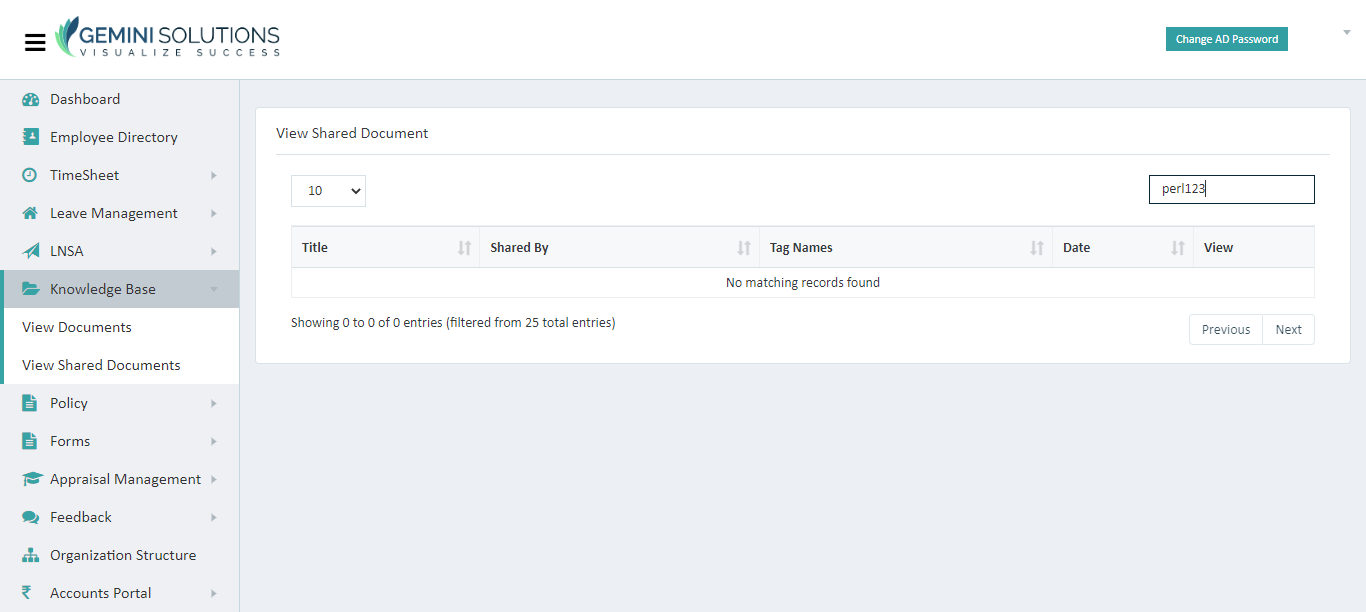 GEMINI SOLUTIONS
VISUALIZE SUCCESS
Change AD Password
Dashboard
Employee Directory
TimeSheet
Leave Management
LNSA
Knowledge Base
View Documents
View Shared Documents
Policy
Forms
Appraisal Management
Feedback
Organization Structure
Accounts Portal
View Shared Document
10
perl123
Title Shared By Tag Names Date View
No matching records found
Showing 0 to 0 of 0 entries (filtered from 25 total entries)
Previous Next